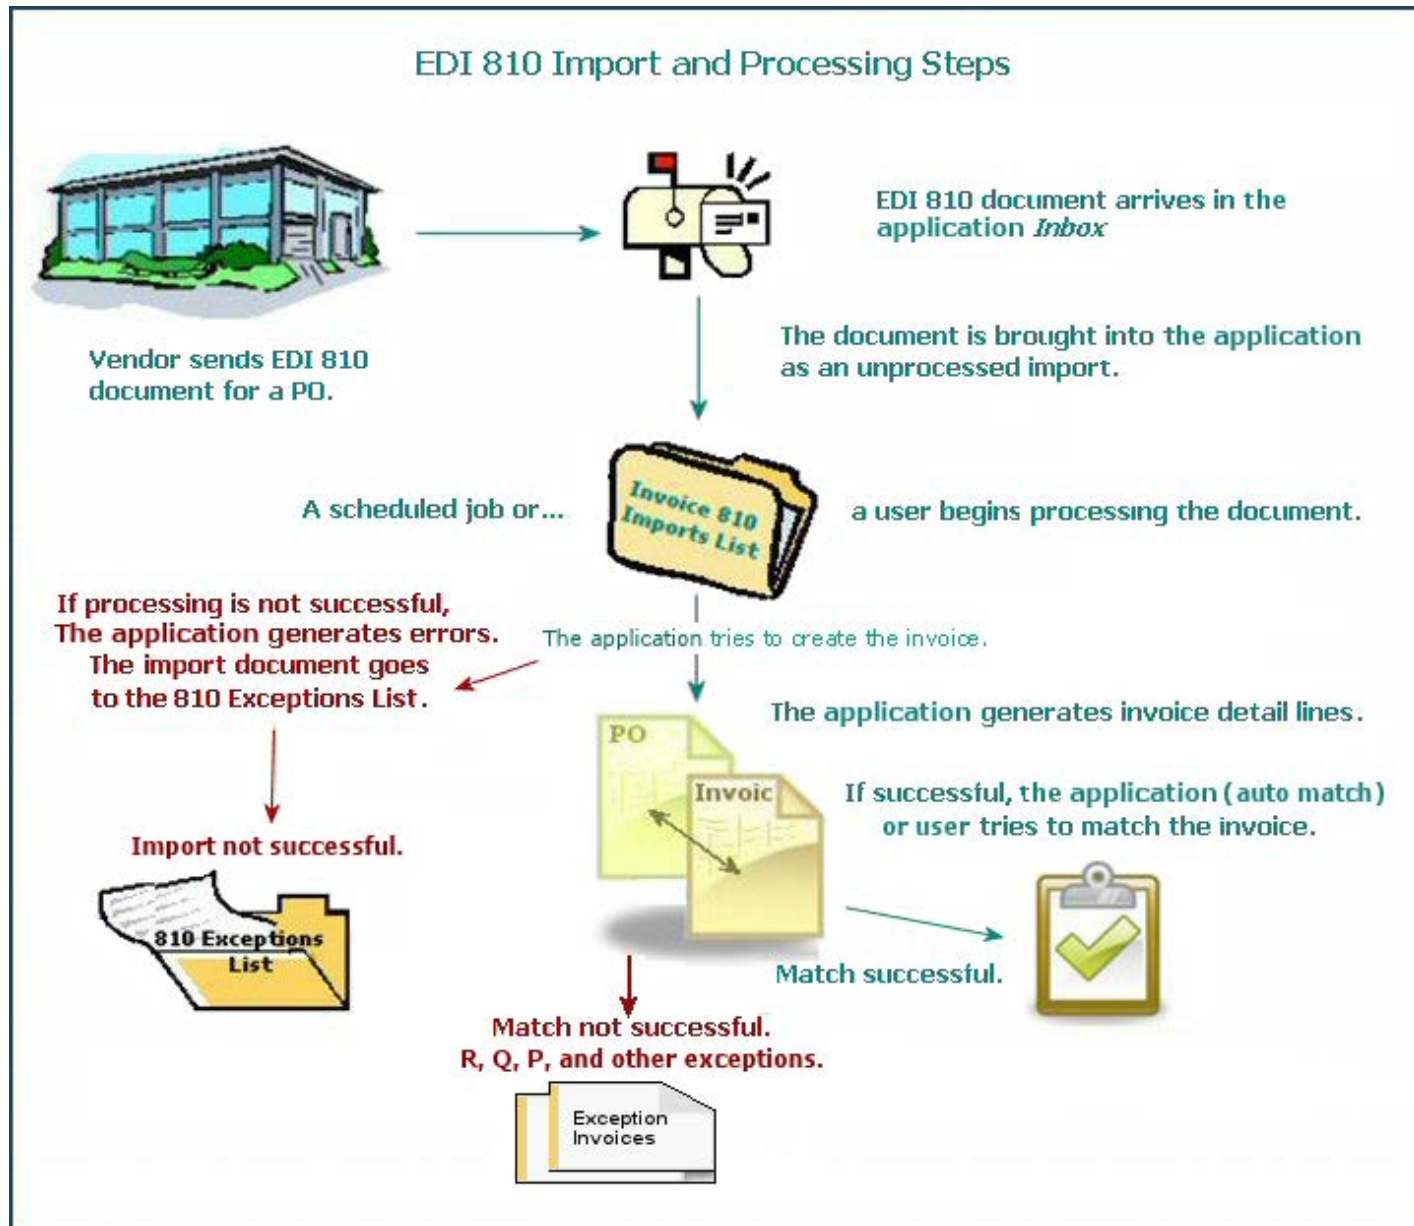 EDI 810 Import and Processing Steps
EDI 810 document arrives in the
application Inbox
Vendor sends EDI 810
document for a PO.
The document is brought into the application
as an unprocessed import.
Invoice 810
Imports List
A scheduled job or...
a user begins processing the document.
If processing is not successful,
The application generates errors.
The import document goes
to the 810 Exceptions List.
The application tries to create the invoice.
The application generates invoice detail lines.
PO
Invoic
If successful, the application (auto match)
or user tries to match the invoice.
Import not successful.
810 Exceptions
List
Match successful.
Match not successful.
R, Q, P, and other exceptions.
Exception
Invoices